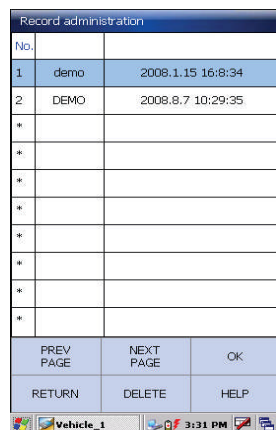 Record administration
No.
1 demo 2008.1.15 16:8:34
2 DEMO 2008.8.7 10:29:35
*
*
*
*
*
*
*
*
PREV PAGE NEXT PAGE OK
RETURN DELETE HELP
Vehicle_1 3:31 PM